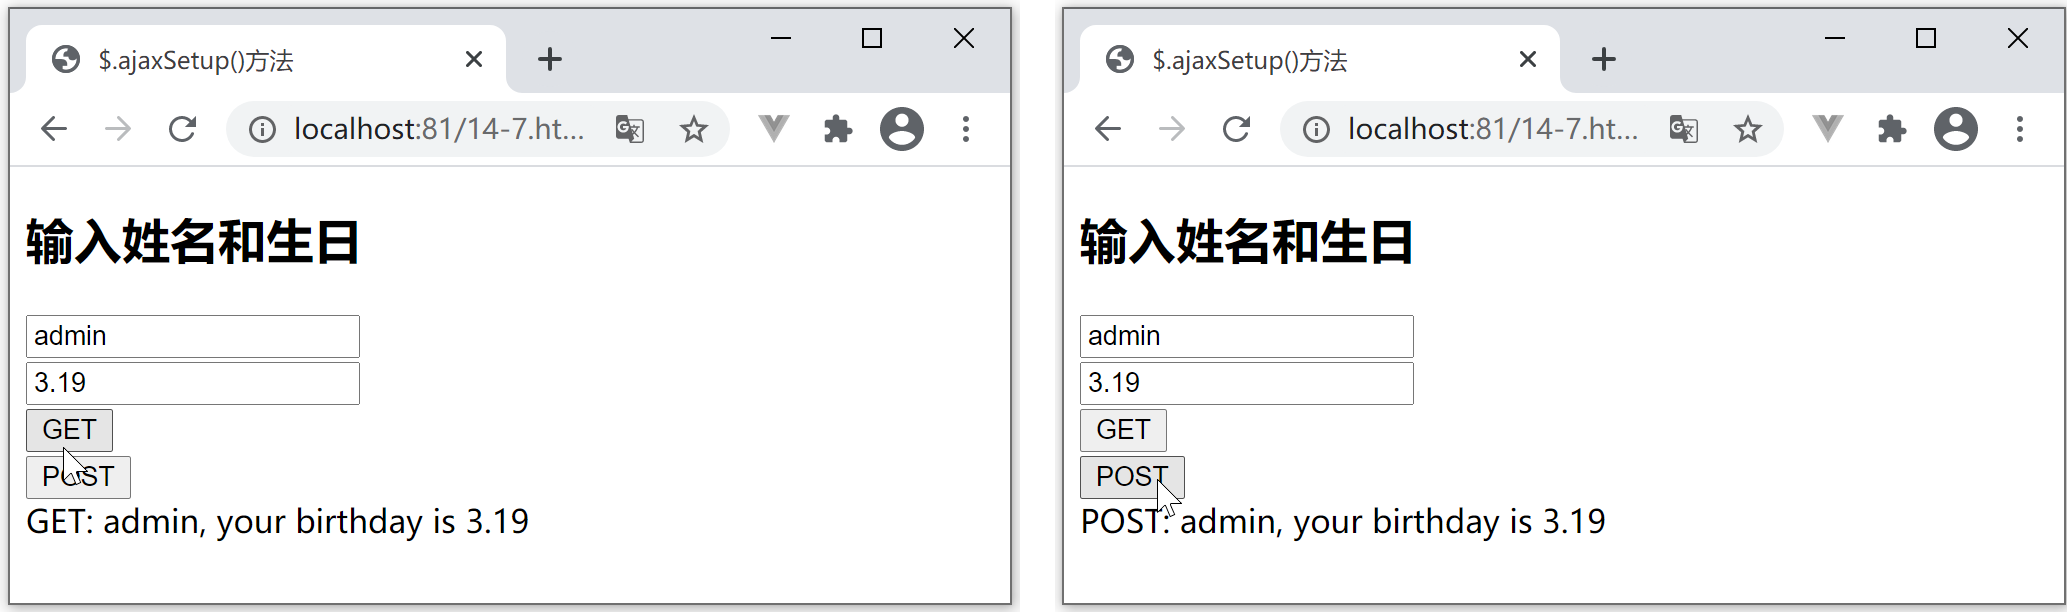 $.ajaxSetup()方法
localhost:81/14-7.ht...
输入姓名和生日
admin
3.19
GET
POST
GET: admin, your birthday is 3.19
$.ajaxSetup()方法
localhost:81/14-7.ht...
输入姓名和生日
admin
3.19
GET
POST
POST: admin, your birthday is 3.19